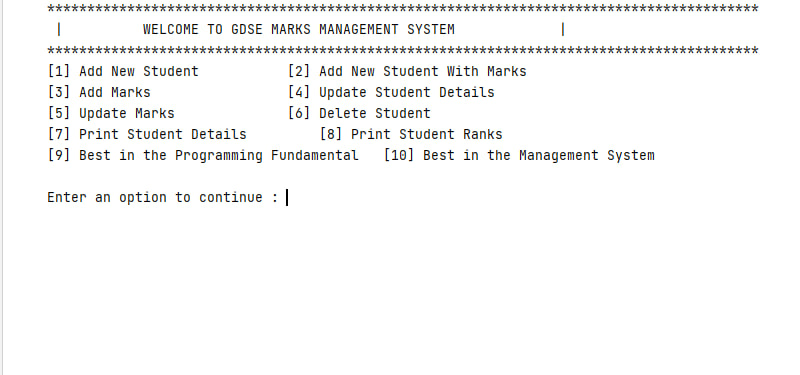 *****************************************************************************************
| WELCOME TO GDSE MARKS MANAGEMENT SYSTEM |
*****************************************************************************************
[1] Add New Student [2] Add New Student With Marks
[3] Add Marks [4] Update Student Details
[5] Update Marks [6] Delete Student
[7] Print Student Details [8] Print Student Ranks
[9] Best in the Programming Fundamental [10] Best in the Management System
Enter an option to continue :